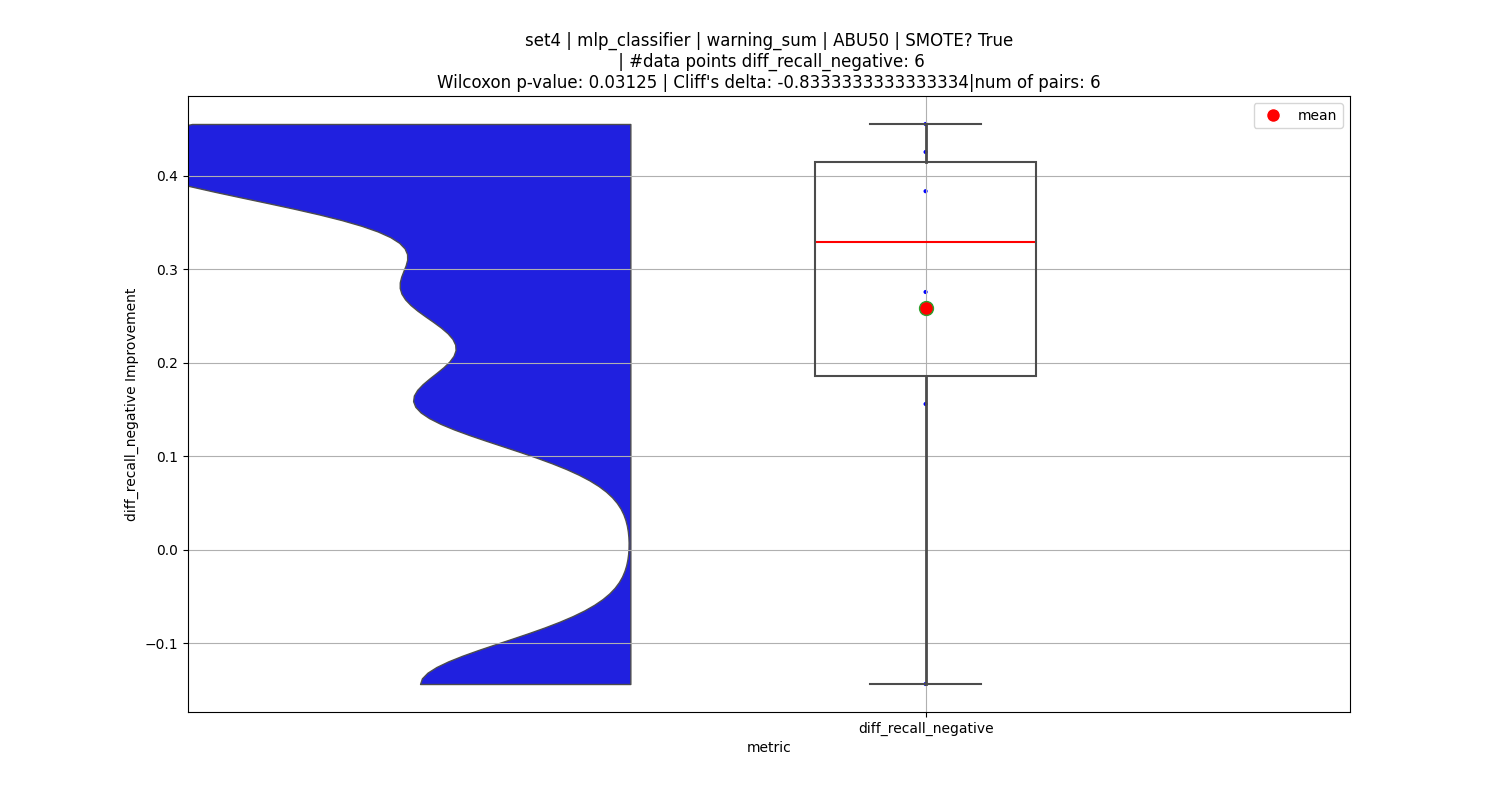 set4 | mlp_classifier | warning_sum | ABU50 | SMOTE? True
| #data points diff_recall_negative: 6
Wilcoxon p-value: 0.03125 | Cliff's delta: -0.8333333333333334|num of pairs: 6
mean
0.4
0.3
0.2
0.1
0.0
−0.1
diff_recall_negative Improvement
diff_recall_negative
metric